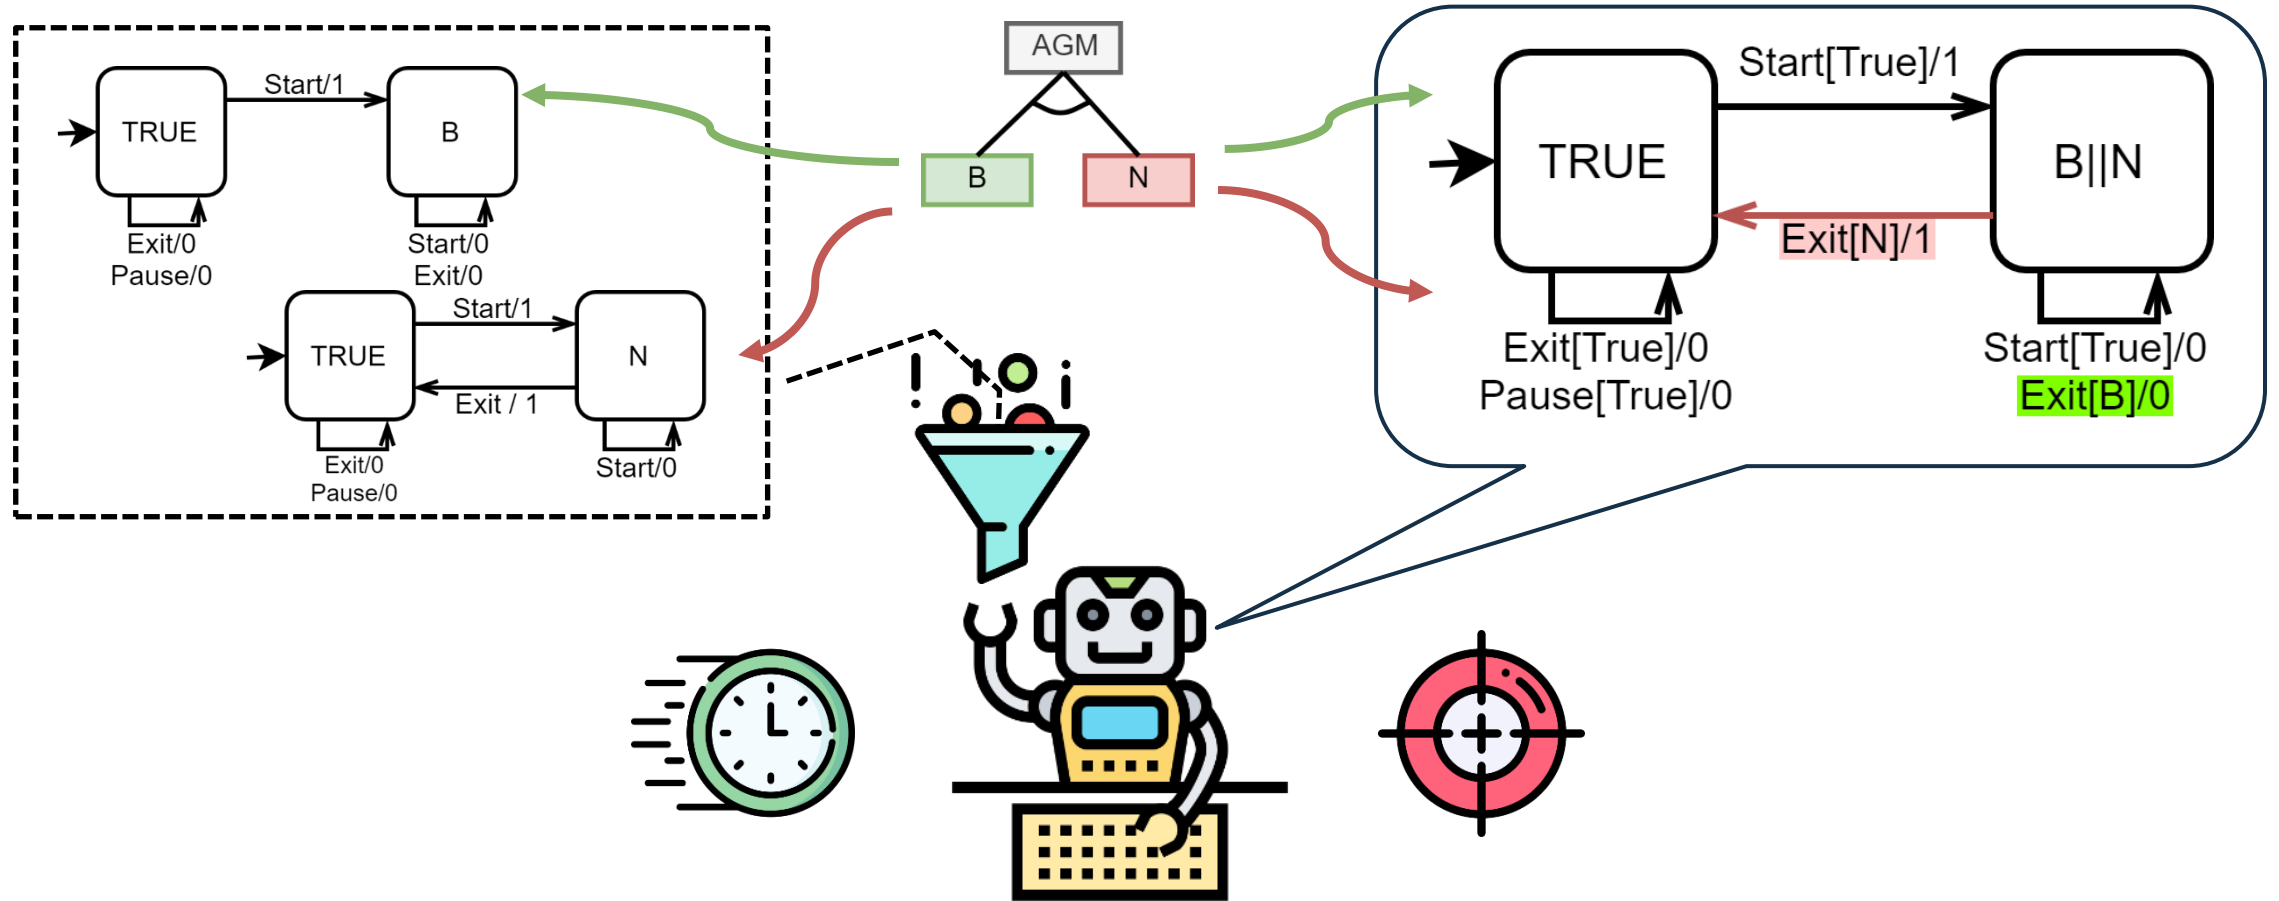 Start/1
TRUE
B
Exit/0
Pause/0
Start/0
Exit/0
Start/1
TRUE
N
Exit / 1
Exit/0
Pause/0
Start/0
AGM
B
N
Start[True]/1
TRUE
B||N
Exit[N]/1
Exit[True]/0
Pause[True]/0
Start[True]/0
Exit[B]/0